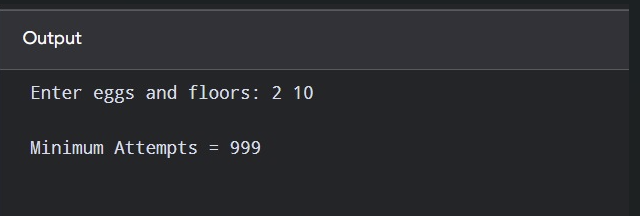 Output
Enter eggs and floors: 2 10
Minimum Attempts = 999